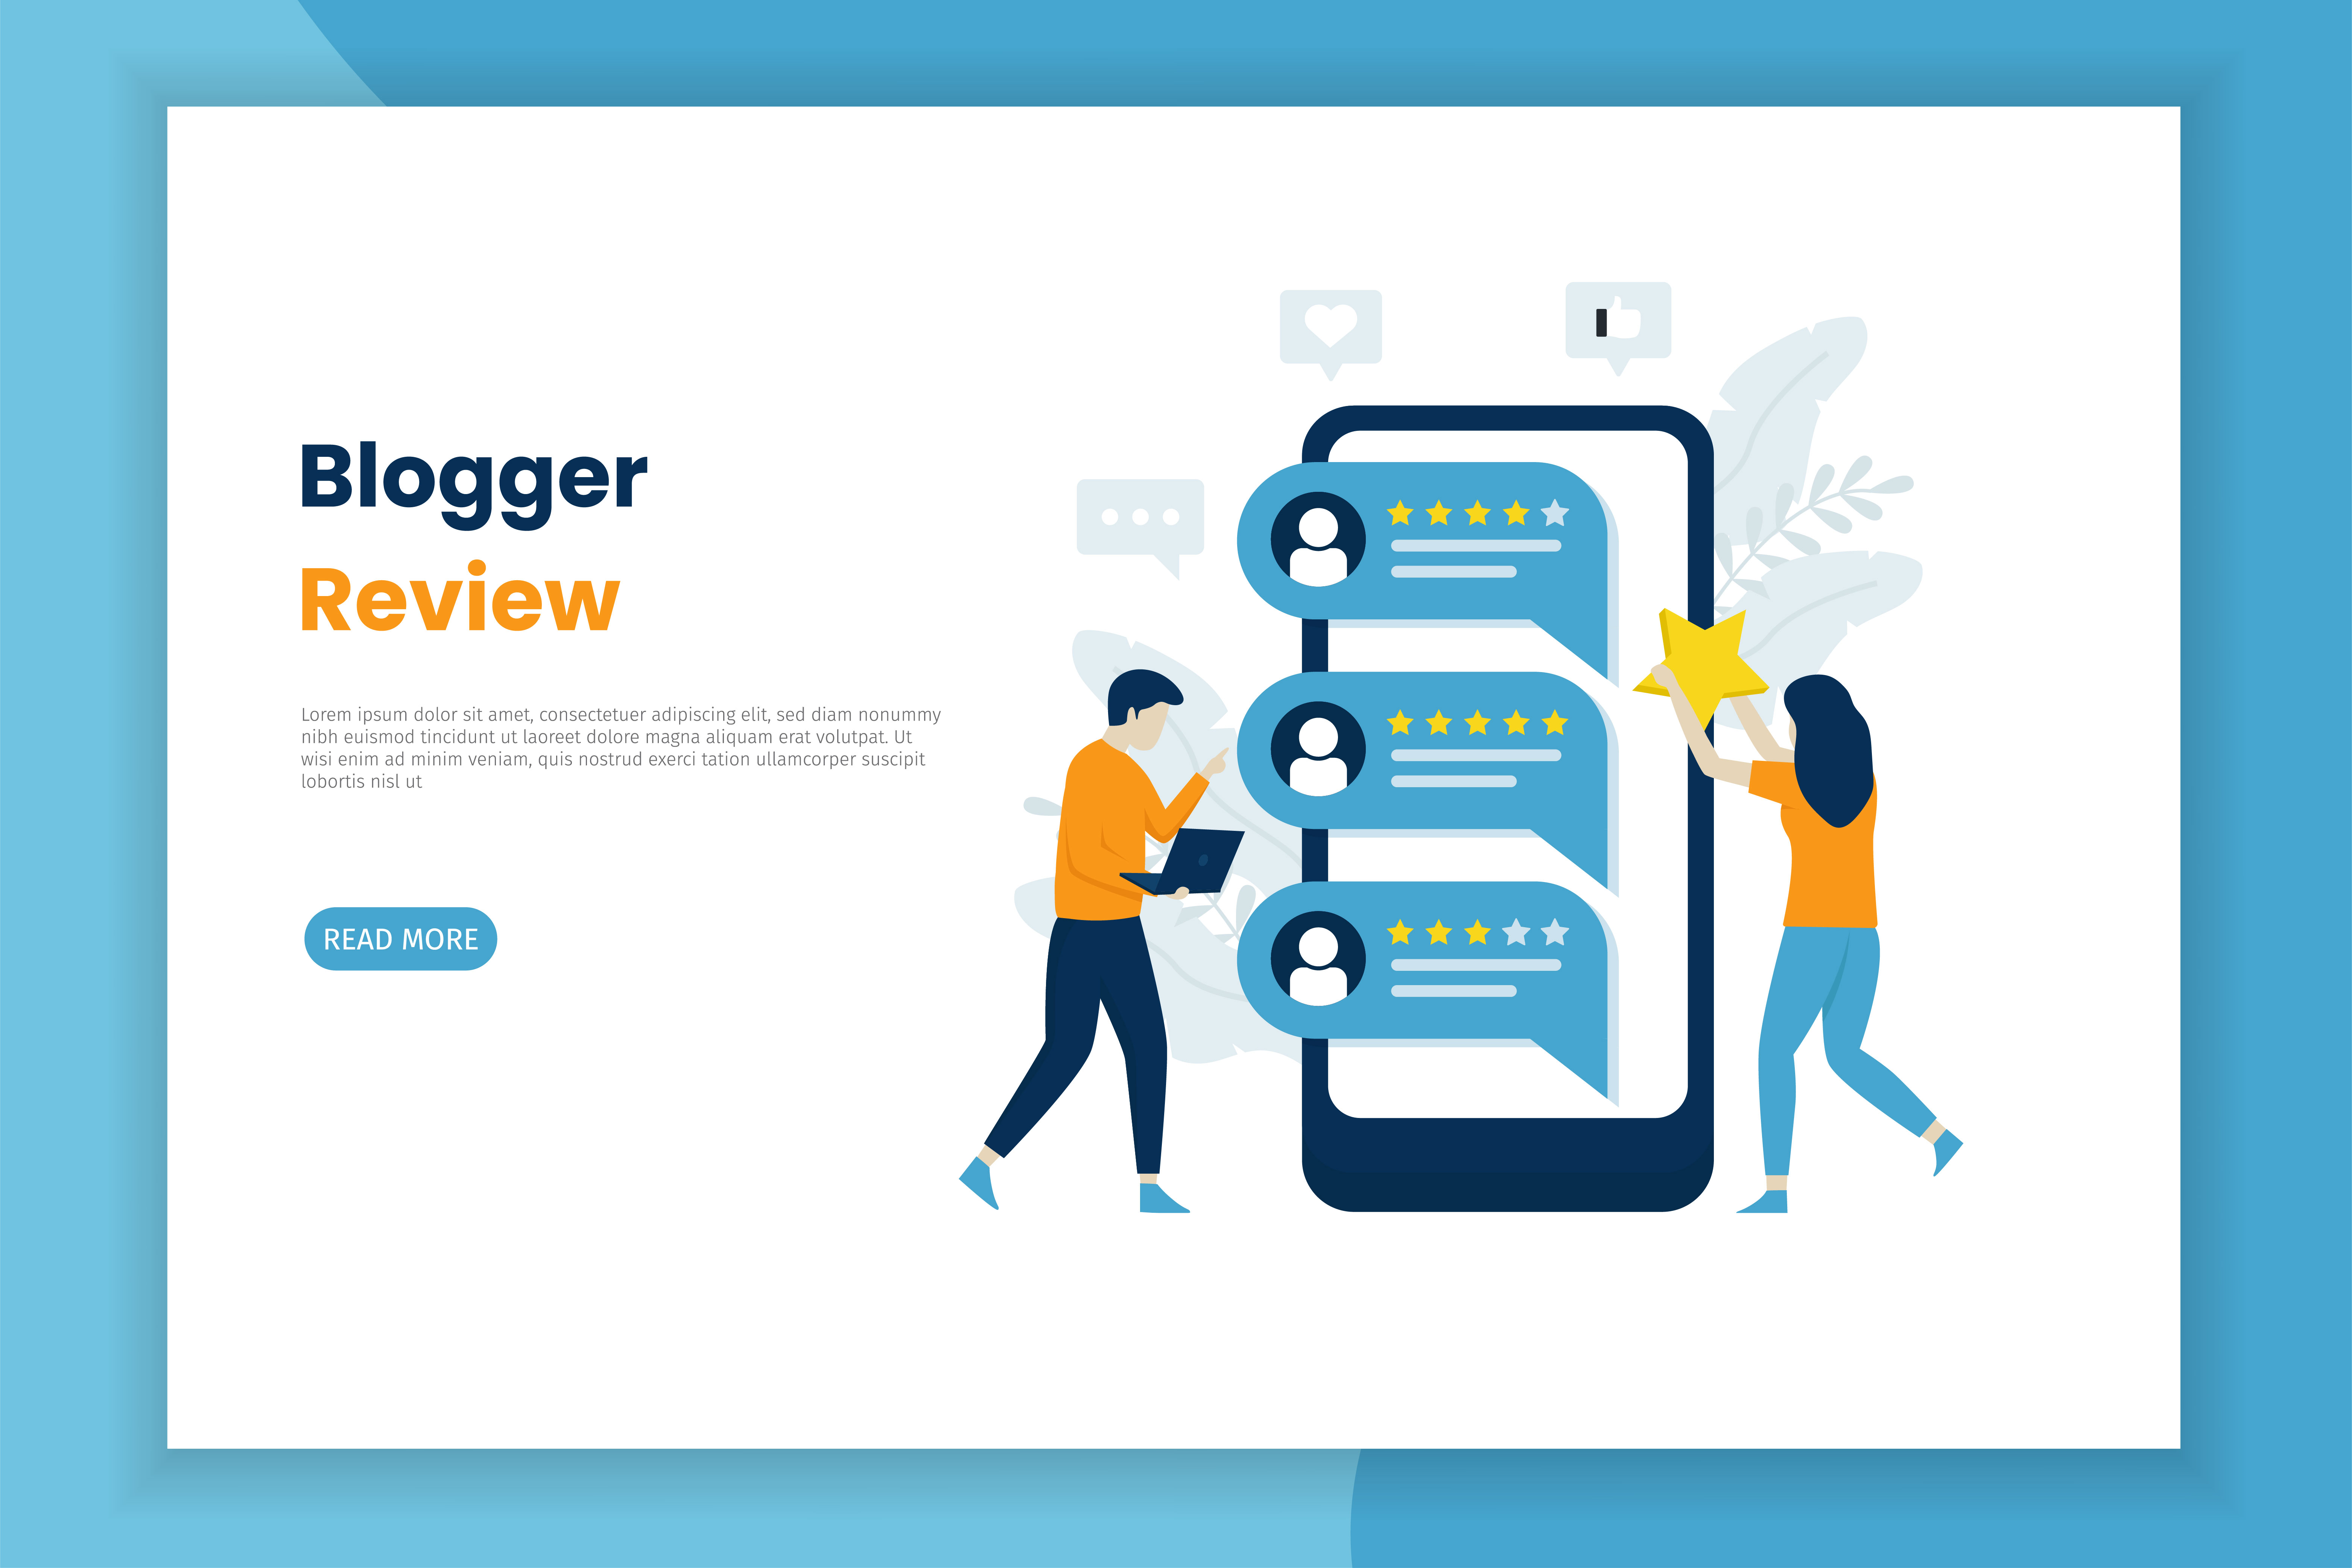 Blogger
Review
Lorem ipsum dolor sit amet, consectetuer adipiscing elit, sed diam nonummy
nibh euismod tincidunt ut laoreet dolore magna aliquam erat volutpat. Ut
wisi enim ad minim veniam, quis nostrud exerci tation ullamcorper suscipit
lobortis nisl ut
READ MORE